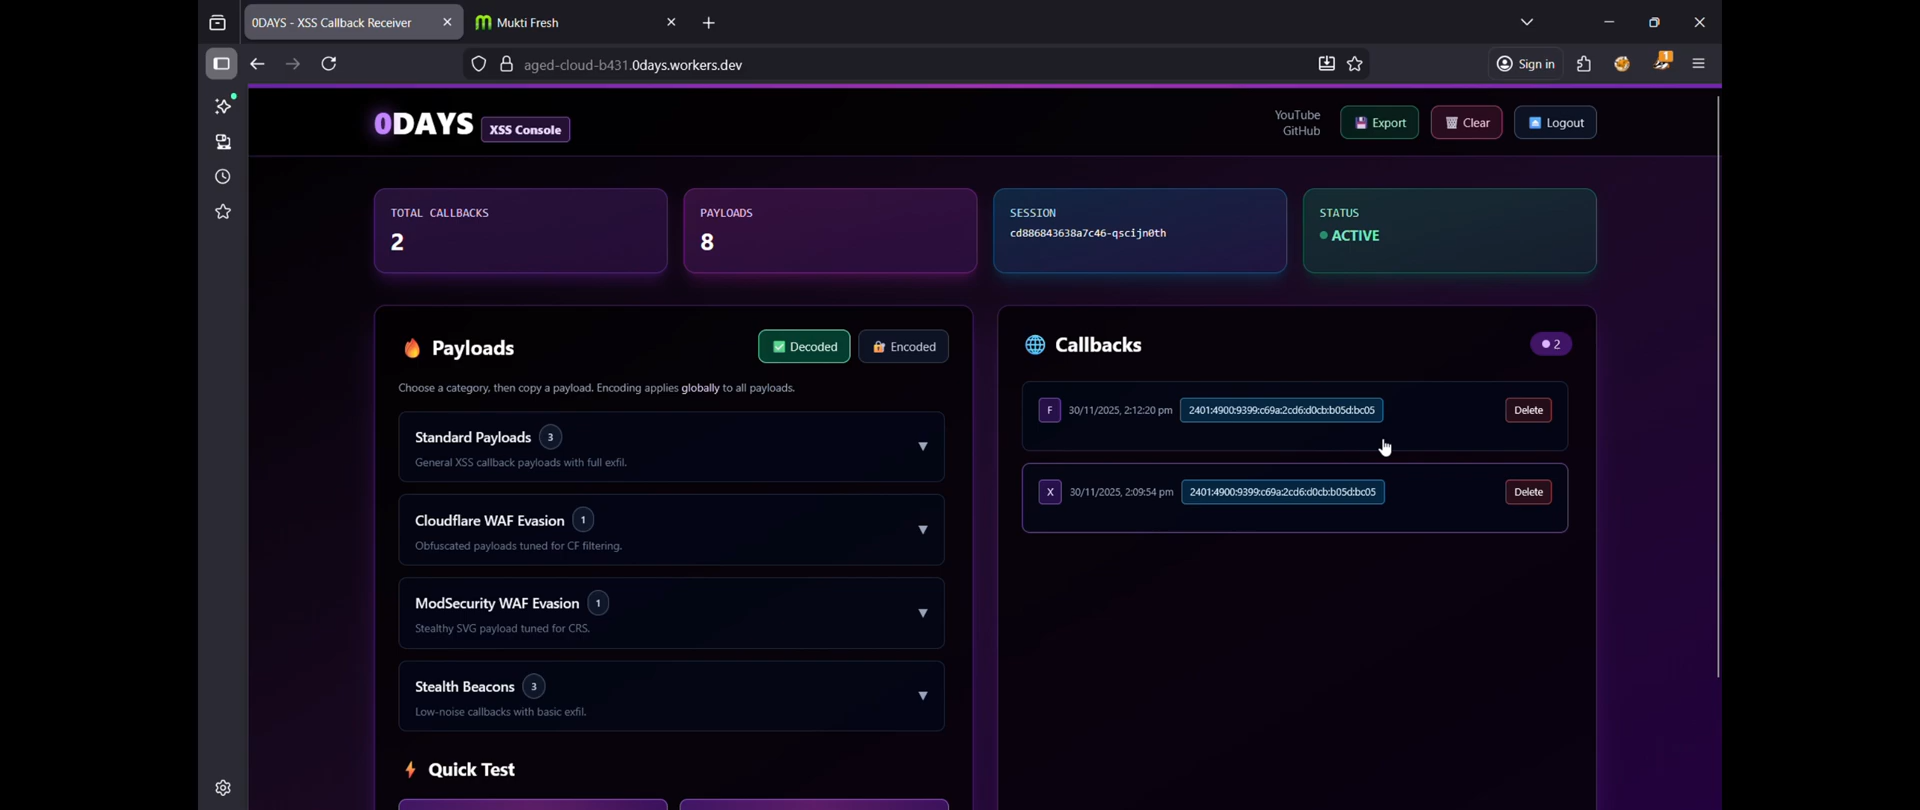 0DAYS - XSS Callback Receiver
Mukti Fresh
aged-cloud-b431.0days.workers.dev
Sign in
0DAYS XSS Console
YouTube
GitHub
Export
Clear
Logout
TOTAL CALLBACKS
2
PAYLOADS
8
SESSION
cd886843638a7c46-qscijn0th
STATUS
ACTIVE
Payloads
Decoded
Encoded
Choose a category, then copy a payload. Encoding applies globally to all payloads.
Standard Payloads 3
General XSS callback payloads with full exfil.
Cloudflare WAF Evasion 1
Obfuscated payloads tuned for CF filtering.
ModSecurity WAF Evasion 1
Stealthy SVG payload tuned for CRS.
Stealth Beacons 3
Low-noise callbacks with basic exfil.
Quick Test
Callbacks
2
F 30/11/2025, 2:12:20 pm 2401:4900:9399:c69a:2cd6:d0cb:b05d:bc05 Delete
X 30/11/2025, 2:09:54 pm 2401:4900:9399:c69a:2cd6:d0cb:b05d:bc05 Delete